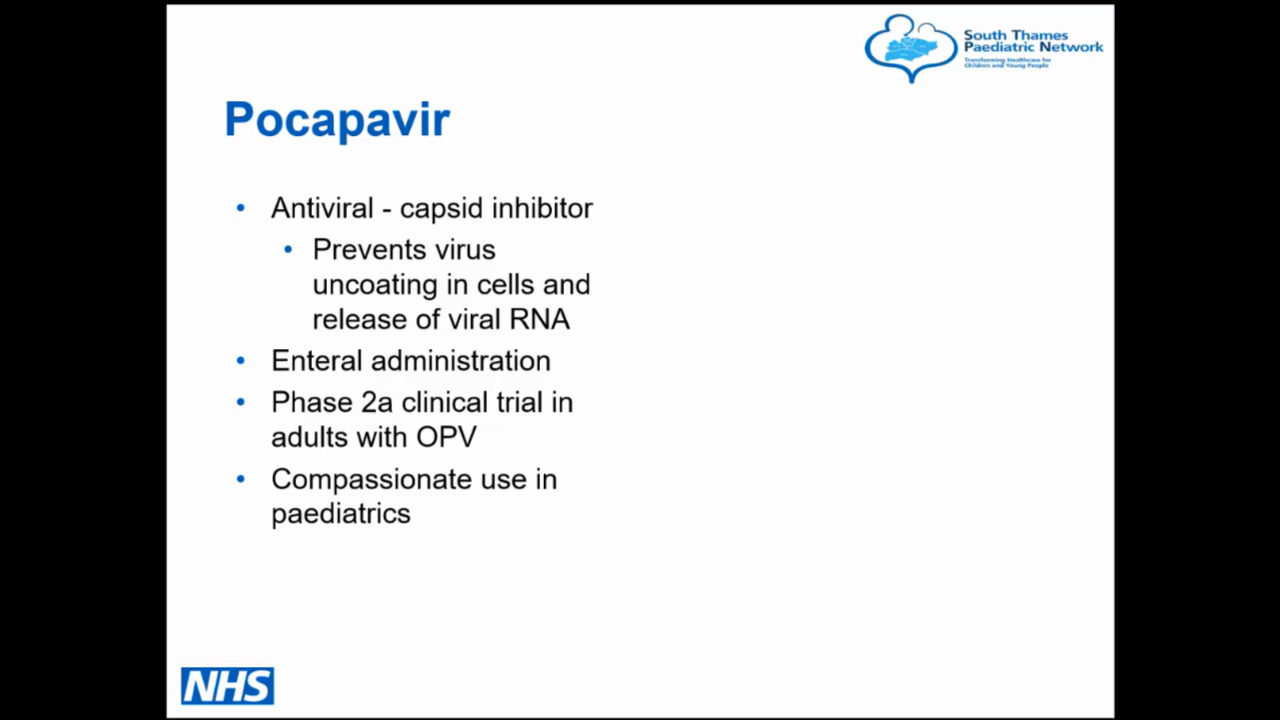 South Thames
Paediatric Network
Transforming Healthcare for
Children and Young People
Pocapavir
• Antiviral - capsid inhibitor
• Prevents virus
uncoating in cells and
release of viral RNA
• Enteral administration
• Phase 2a clinical trial in
adults with OPV
• Compassionate use in
paediatrics
NHS